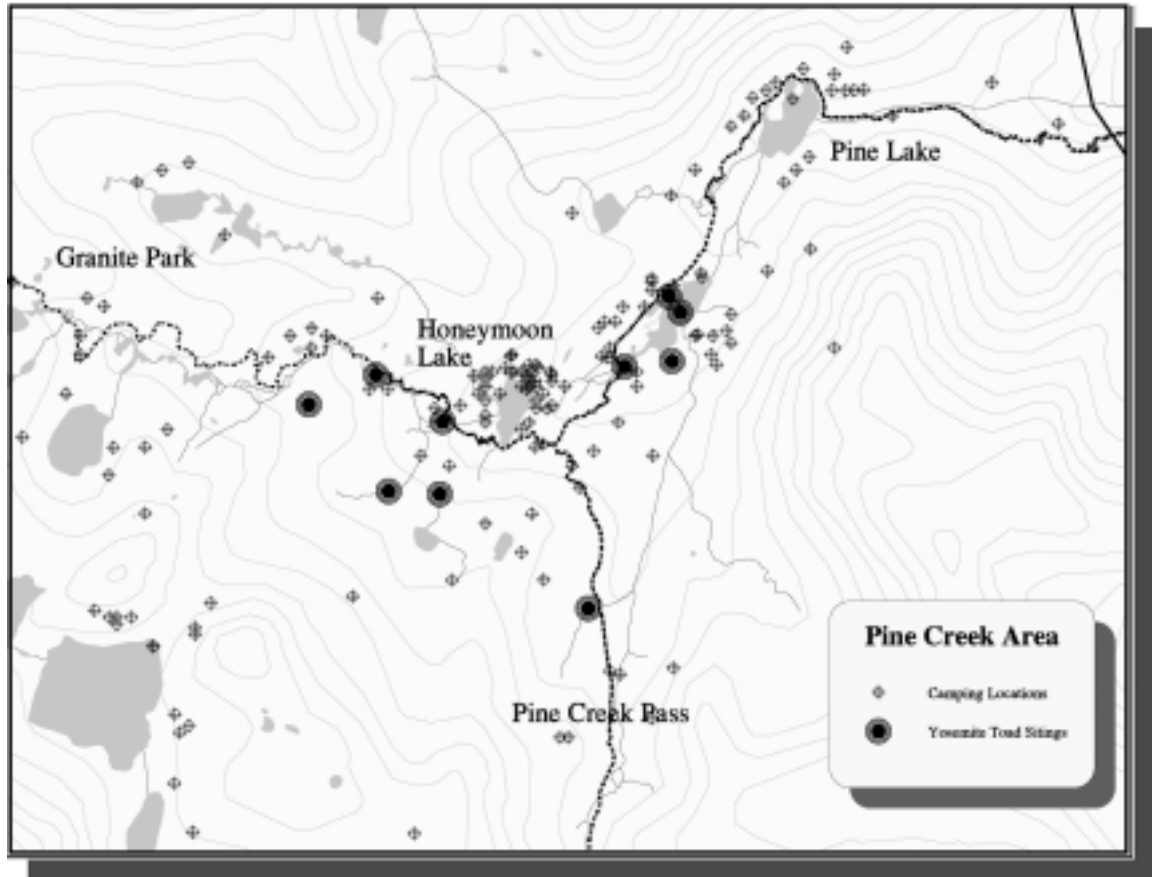 Pine Lake
Granite Park
Honeymoon
Lake
Pine Creek Pass
Pine Creek Area
Camping Locations
Yosemite Toad Sitings